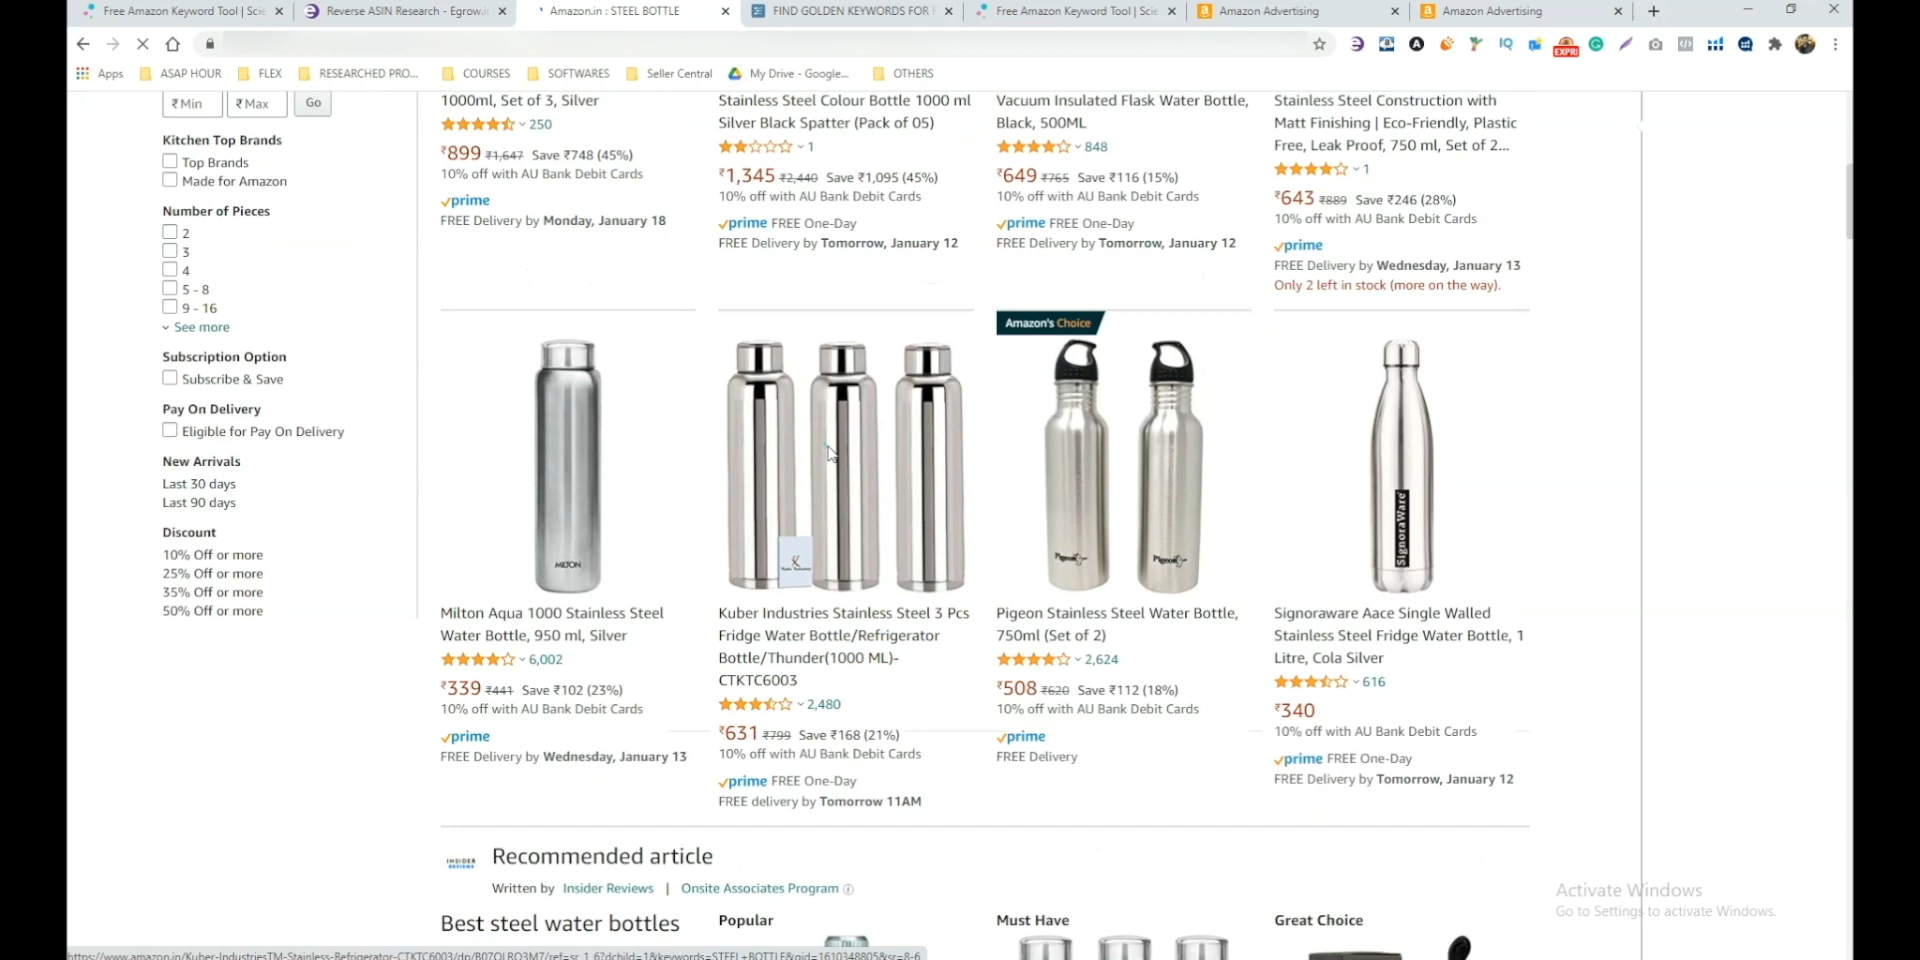 Free Amazon Keyword Tool | Scie
Reverse ASIN Research - Egrow.i
Amazon.in : STEEL BOTTLE
FIND GOLDEN KEYWORDS FOR
Free Amazon Keyword Tool | Scie
Amazon Advertising
Amazon Advertising
Apps
ASAP HOUR
FLEX
RESEARCHED PRO...
COURSES
SOFTWARES
Seller Central
My Drive - Google...
OTHERS
₹ Min
₹ Max
Go
Kitchen Top Brands
Top Brands
Made for Amazon
Number of Pieces
2
3
4
5 - 8
9 - 16
See more
Subscription Option
Subscribe & Save
Pay On Delivery
Eligible for Pay On Delivery
New Arrivals
Last 30 days
Last 90 days
Discount
10% Off or more
25% Off or more
35% Off or more
50% Off or more
1000ml, Set of 3, Silver
250
₹899 ₹1,647 Save ₹748 (45%)
10% off with AU Bank Debit Cards
prime
FREE Delivery by Monday, January 18
Stainless Steel Colour Bottle 1000 ml
Silver Black Spatter (Pack of 05)
1
₹1,345 ₹2,440 Save ₹1,095 (45%)
10% off with AU Bank Debit Cards
prime FREE One-Day
FREE Delivery by Tomorrow, January 12
Vacuum Insulated Flask Water Bottle,
Black, 500ML
848
₹649 ₹765 Save ₹116 (15%)
10% off with AU Bank Debit Cards
prime FREE One-Day
FREE Delivery by Tomorrow, January 12
Stainless Steel Construction with
Matt Finishing | Eco-Friendly, Plastic
Free, Leak Proof, 750 ml, Set of 2...
1
₹643 ₹889 Save ₹246 (28%)
10% off with AU Bank Debit Cards
prime
FREE Delivery by Wednesday, January 13
Only 2 left in stock (more on the way).
MILTON
Milton Aqua 1000 Stainless Steel
Water Bottle, 950 ml, Silver
6,002
₹339 ₹441 Save ₹102 (23%)
10% off with AU Bank Debit Cards
prime
FREE Delivery by Wednesday, January 13
Kuber Industries Stainless Steel 3 Pcs
Fridge Water Bottle/Refrigerator
Bottle/Thunder(1000 ML)-
CTKTC6003
2,480
₹631 ₹799 Save ₹168 (21%)
10% off with AU Bank Debit Cards
prime FREE One-Day
FREE delivery by Tomorrow 11AM
Amazon's Choice
Pigeon
Pigeon
Pigeon Stainless Steel Water Bottle,
750ml (Set of 2)
2,624
₹508 ₹620 Save ₹112 (18%)
10% off with AU Bank Debit Cards
prime
FREE Delivery
SignoraWare
Signoraware Aace Single Walled
Stainless Steel Fridge Water Bottle, 1
Litre, Cola Silver
616
₹340
10% off with AU Bank Debit Cards
prime FREE One-Day
FREE Delivery by Tomorrow, January 12
INSIDER
REVIEWS
Recommended article
Written by Insider Reviews | Onsite Associates Program
Best steel water bottles
Popular
Must Have
Great Choice
Activate Windows
Go to Settings to activate Windows.